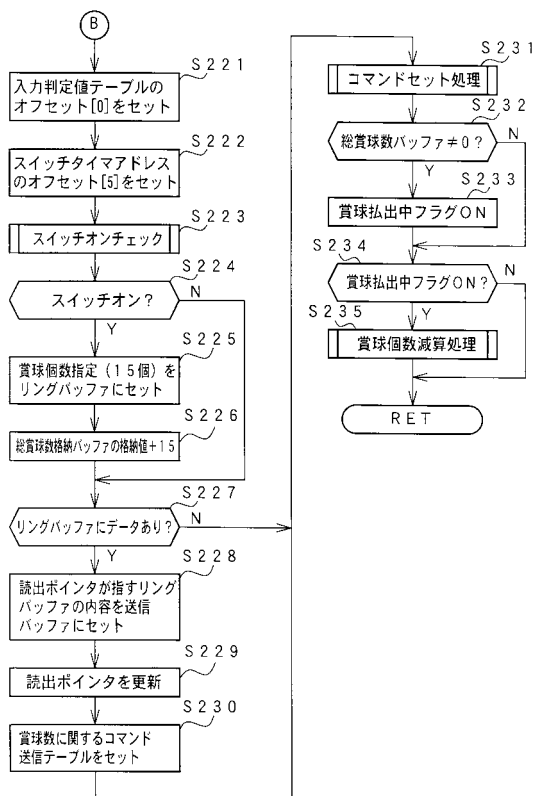 B
S221
入力判定値テーブルの
オフセット[0]をセット
S222
スイッチタイマアドレス
のオフセット[5]をセット
S223
スイッチオンチェック
S224
スイッチオン?
N
Y
S225
賞球個数指定(15個)を
リングバッファにセット
S226
総賞球数格納バッファの格納値+15
S227
リングバッファにデータあり?
N
Y
S228
読出ポインタが指すリング
バッファの内容を送信
バッファにセット
S229
読出ポインタを更新
S230
賞球数に関するコマンド
送信テーブルをセット
S231
コマンドセット処理
S232
総賞球数バッファ≠0?
N
Y
S233
賞球払出中フラグON
S234
賞球払出中フラグON?
N
Y
S235
賞球個数減算処理
RET